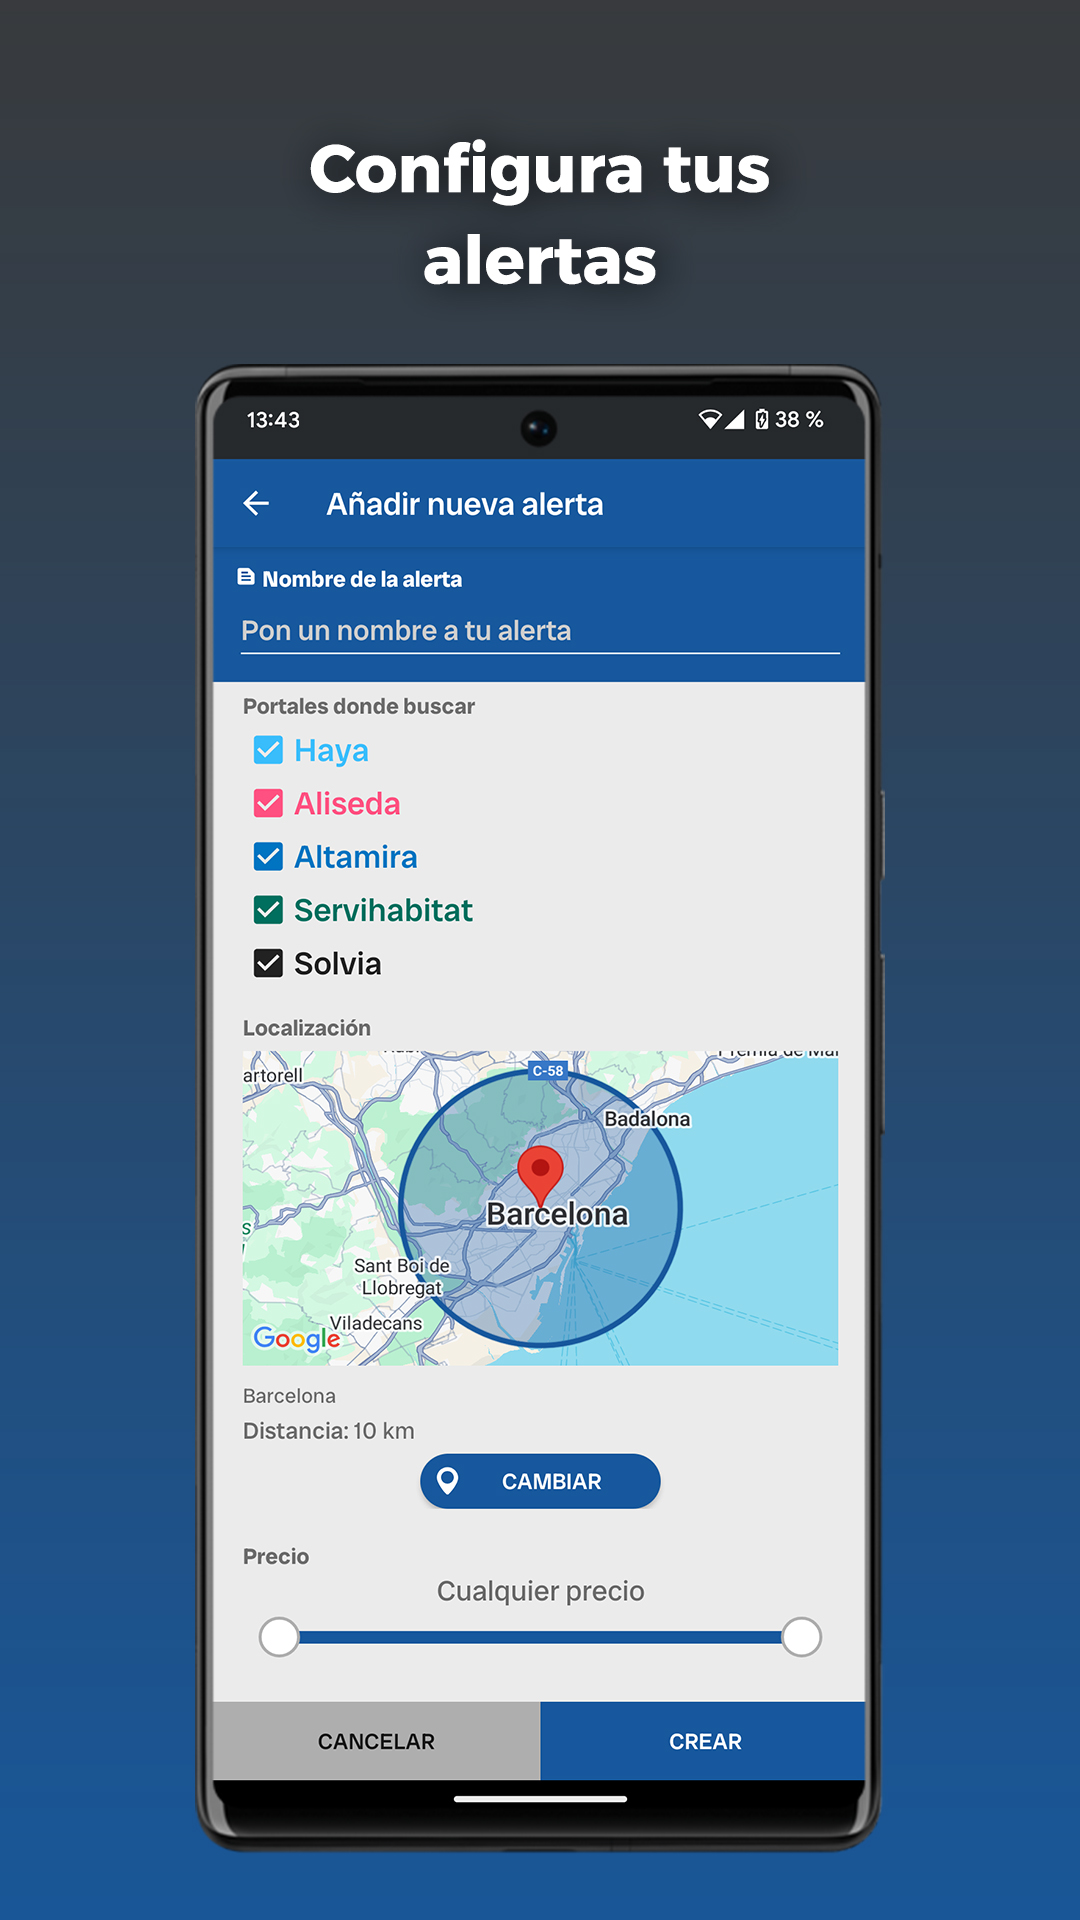 Configura tus
alertas
13:43
38 %
Añadir nueva alerta
Nombre de la alerta
Pon un nombre a tu alerta
Portales donde buscar
Haya
Aliseda
Altamira
Servihabitat
Solvia
Localización
C-58
artorell
Badalona
Barcelona
Sant Boi de
Llobregat
Viladecans
Google
Barcelona
Distancia: 10 km
CAMBIAR
Precio
Cualquier precio
CANCELAR
CREAR